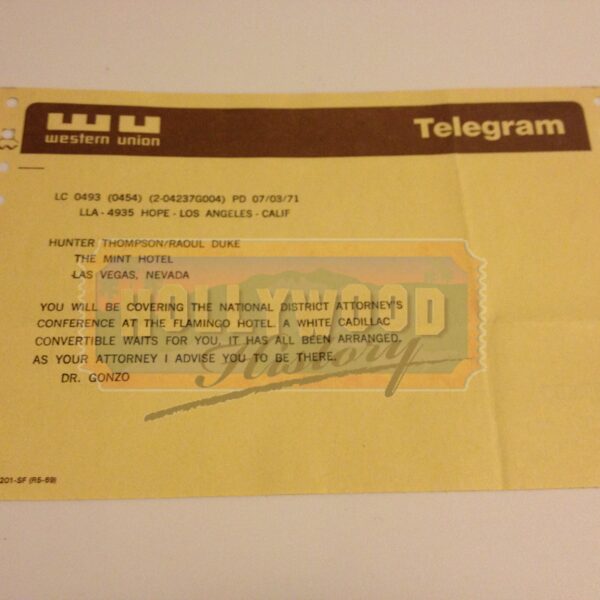 western union
Telegram
LC 0493 (0454) (2-04237G004) PD 07/03/71
LLA - 4935 HOPE - LOS ANGELES - CALIF
HUNTER THOMPSON/RAOUL DUKE
THE MINT HOTEL
LAS VEGAS, NEVADA
YOU WILL BE COVERING THE NATIONAL DISTRICT ATTORNEY'S
CONFERENCE AT THE FLAMINGO HOTEL. A WHITE CADILLAC
CONVERTIBLE WAITS FOR YOU, IT HAS ALL BEEN ARRANGED.
AS YOUR ATTORNEY I ADVISE YOU TO BE THERE.
DR. GONZO
HOLLYWOOD
History
201-SF (R5-69)